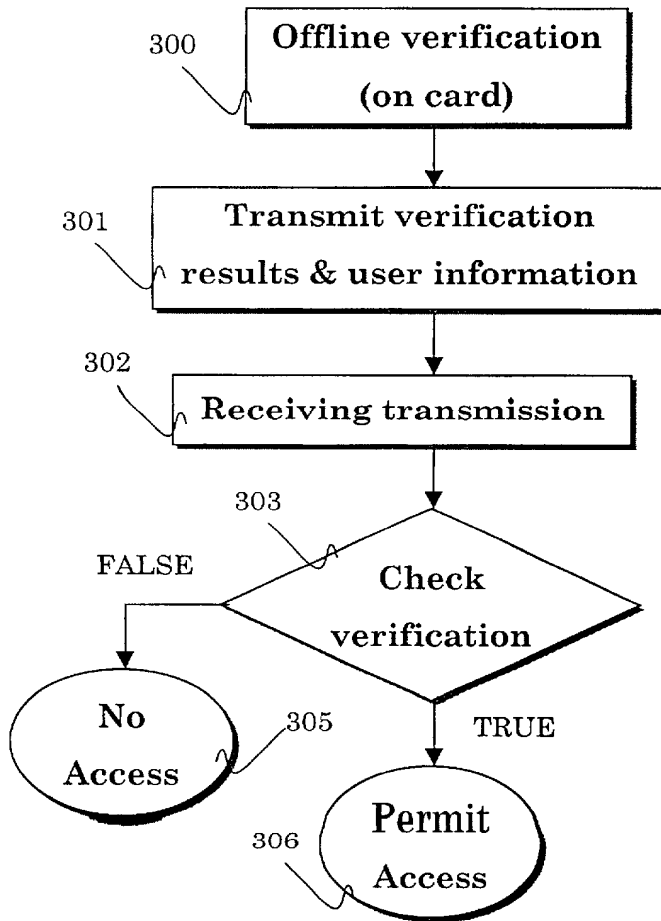 300
Offline verification
(on card)
301
Transmit verification
results & user information
302
Receiving transmission
303
FALSE
Check
verification
No
Access
305
TRUE
Permit
Access
306